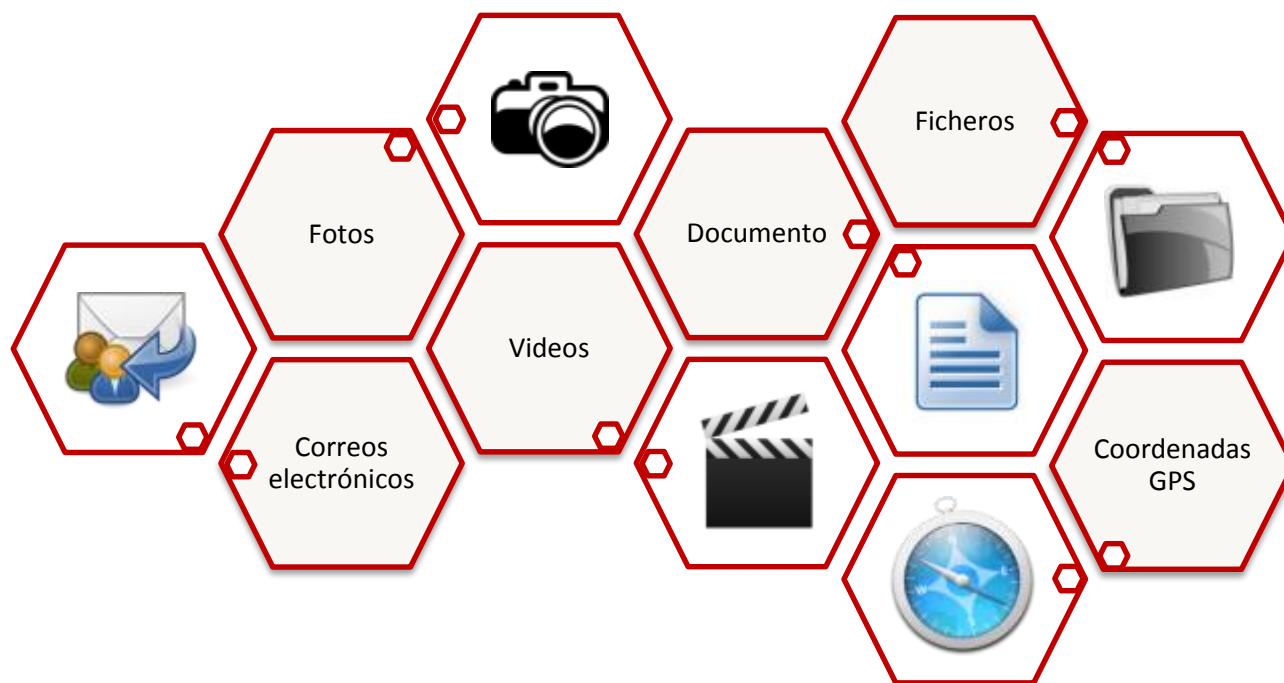 Ficheros
Fotos
Documento
Videos
Correos
electrónicos
Coordenadas
GPS